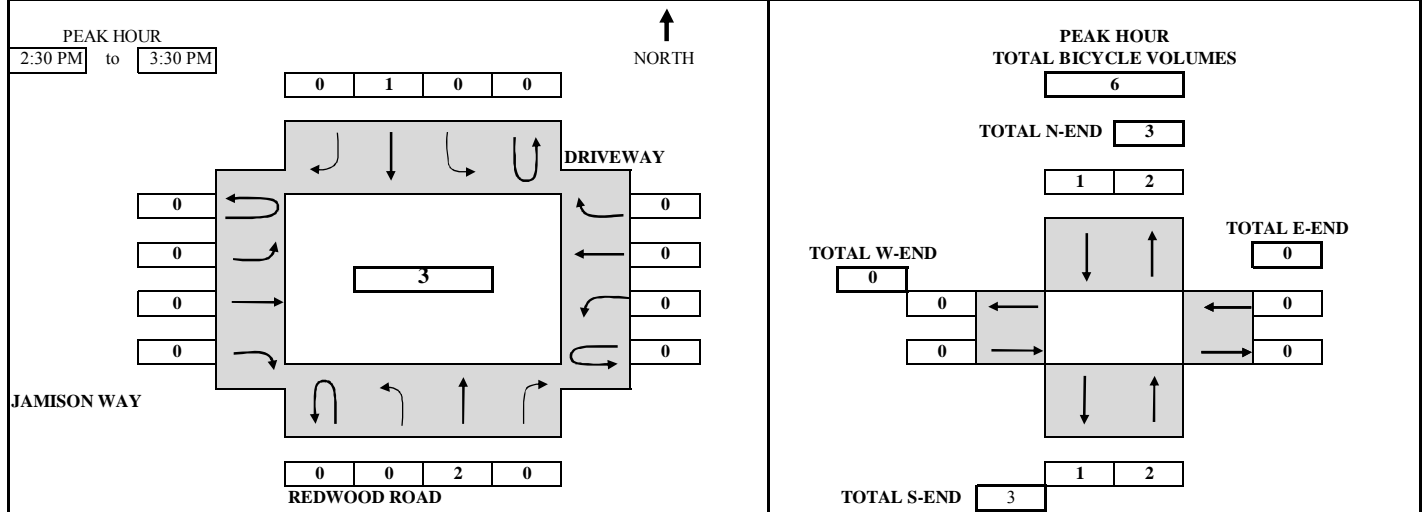 PEAK HOUR
2:30 PM to 3:30 PM
NORTH
0 1 0 0
DRIVEWAY
0 0
0 0
3
0 0
0 0
JAMISON WAY
0 0 2 0
REDWOOD ROAD
PEAK HOUR
TOTAL BICYCLE VOLUMES
6
TOTAL N-END 3
1 2
TOTAL E-END
0
TOTAL W-END
0
0 0
0 0
1 2
TOTAL S-END 3